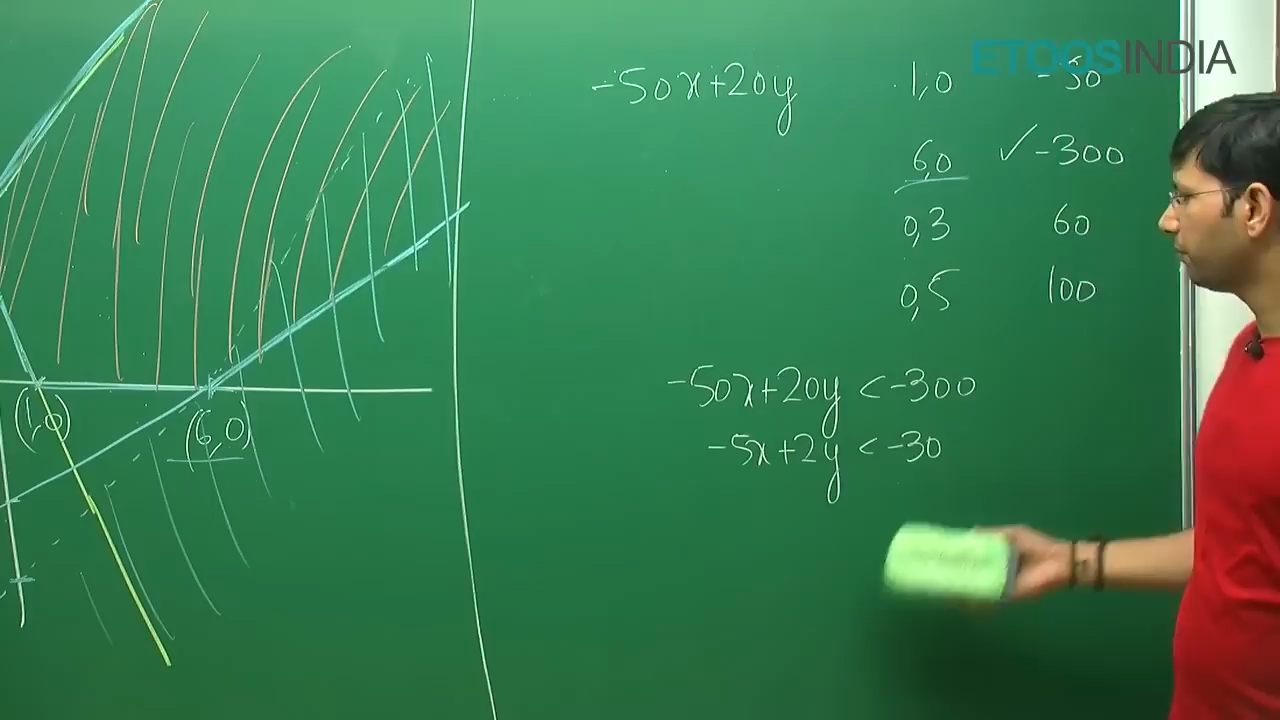 ETOOSINDIA
-50x+20y
1,0 -50
6,0 ✓ -300
0,3 60
0,5 100
-50x+20y < -300
-5x+2y < -30
(1,0)
(6,0)